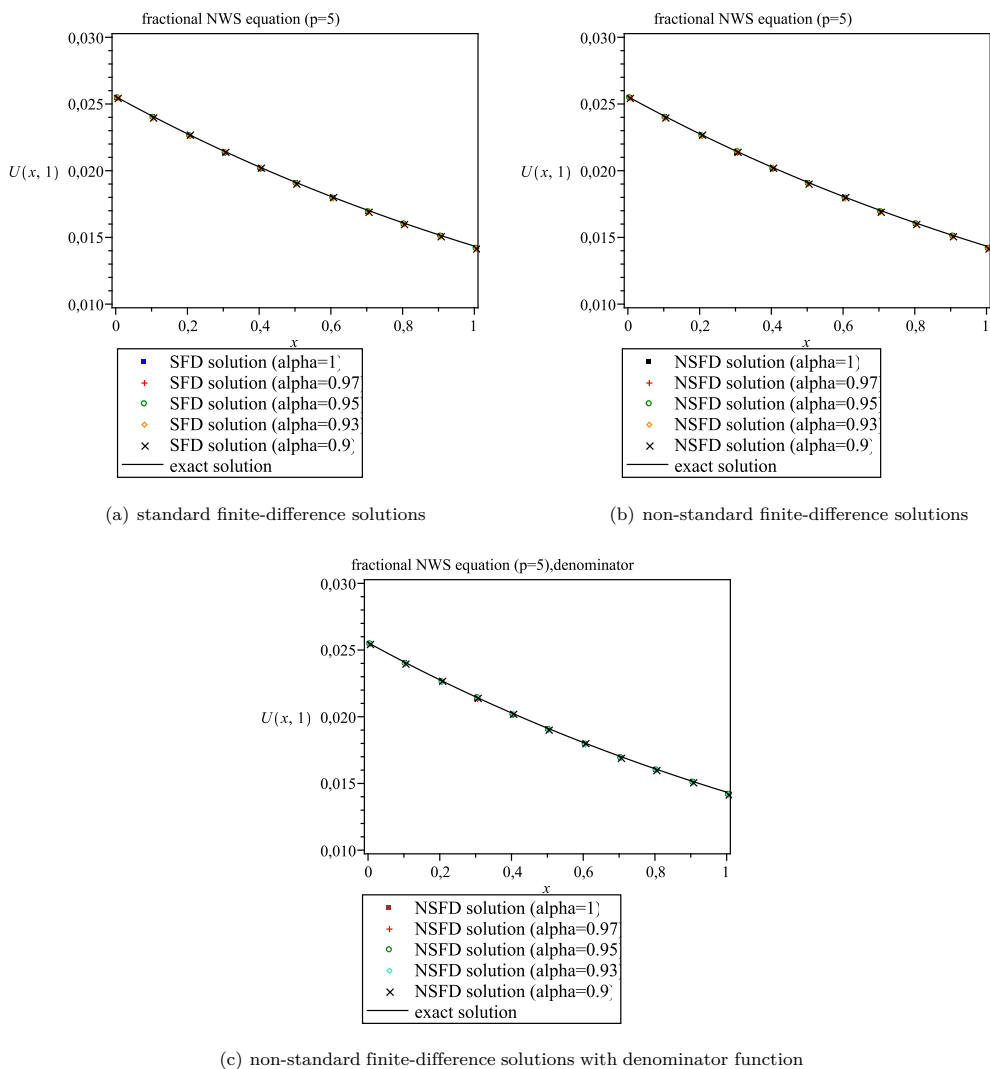 fractional NWS equation (p=5)
0,030
0,025
U(x, 1) 0,020
0,015
0,010
0 0,2 0,4 0,6 0,8 1
x
SFD solution (alpha=1)
SFD solution (alpha=0.97)
SFD solution (alpha=0.95)
SFD solution (alpha=0.93)
SFD solution (alpha=0.9)
exact solution
(a) standard finite-difference solutions
fractional NWS equation (p=5)
0,030
0,025
U(x, 1) 0,020
0,015
0,010
0 0,2 0,4 0,6 0,8 1
x
NSFD solution (alpha=1)
NSFD solution (alpha=0.97)
NSFD solution (alpha=0.95)
NSFD solution (alpha=0.93)
NSFD solution (alpha=0.9)
exact solution
(b) non-standard finite-difference solutions
fractional NWS equation (p=5),denominator
0,030
0,025
U(x, 1) 0,020
0,015
0,010
0 0,2 0,4 0,6 0,8 1
x
NSFD solution (alpha=1)
NSFD solution (alpha=0.97)
NSFD solution (alpha=0.95)
NSFD solution (alpha=0.93)
NSFD solution (alpha=0.9)
exact solution
(c) non-standard finite-difference solutions with denominator function